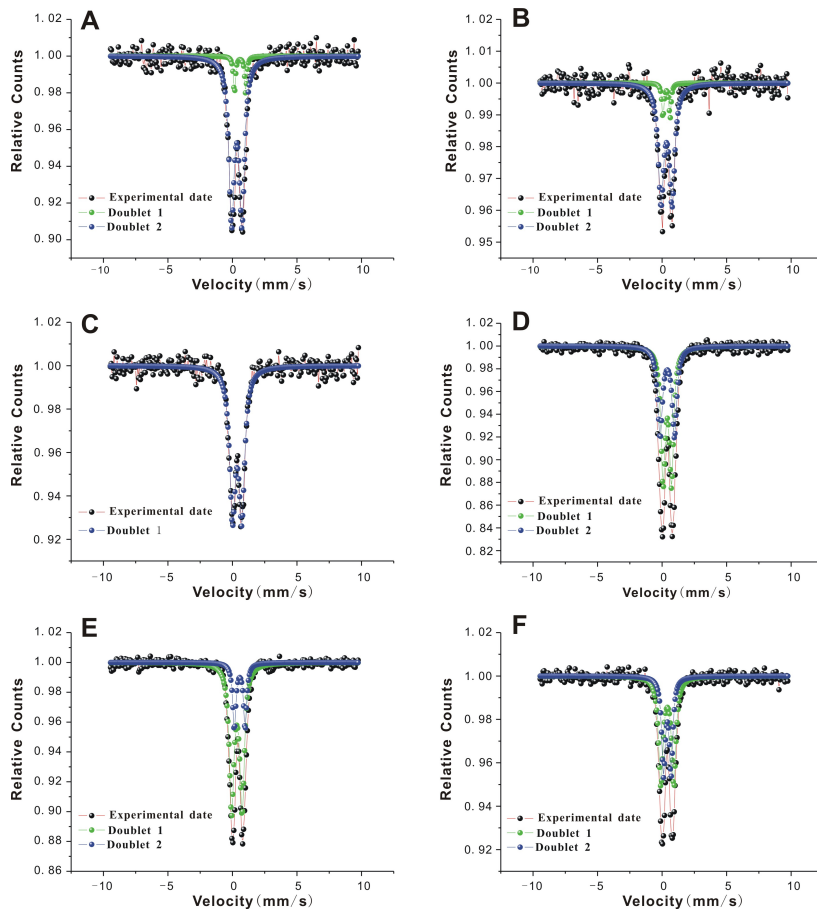 A
1.02
1.00
0.98
0.96
0.94
0.92
0.90
Relative Counts
Experimental date
Doublet 1
Doublet 2
−10 −5 0 5 10
Velocity(mm/s)
B
1.02
1.01
1.00
0.99
0.98
0.97
0.96
0.95
Relative Counts
Experimental date
Doublet 1
Doublet 2
−10 −5 0 5 10
Velocity(mm/s)
C
1.02
1.00
0.98
0.96
0.94
0.92
Relative Counts
Experimental date
Doublet 1
−10 −5 0 5 10
Velocity(mm/s)
D
1.02
1.00
0.98
0.96
0.94
0.92
0.90
0.88
0.86
0.84
0.82
Relative Counts
Experimental date
Doublet 1
Doublet 2
−10 −5 0 5 10
Velocity(mm/s)
E
1.02
1.00
0.98
0.96
0.94
0.92
0.90
0.88
0.86
Relative Counts
Experimental date
Doublet 1
Doublet 2
−10 −5 0 5 10
Velocity(mm/s)
F
1.02
1.00
0.98
0.96
0.94
0.92
Relative Counts
Experimental date
Doublet 1
Doublet 2
−10 −5 0 5 10
Velocity(mm/s)